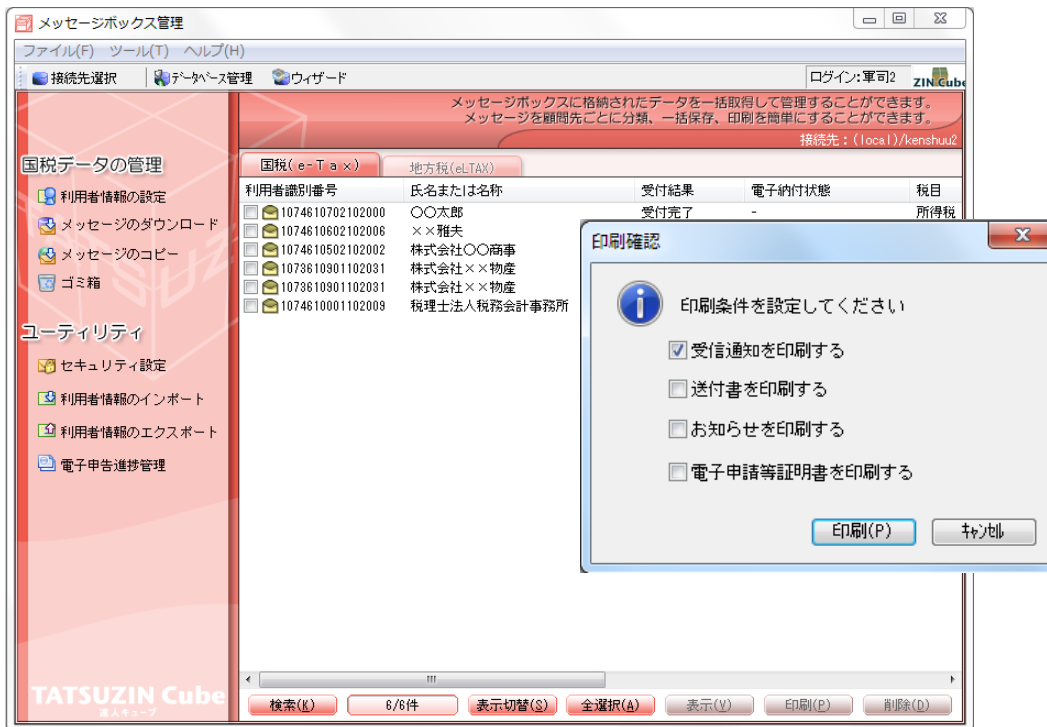 メッセージボックス管理
ファイル(F) ツール(T) ヘルプ(H)
接続先選択 データベース管理 ウィザード ログイン:軍司2 ZIN Cube
メッセージボックスに格納されたデータを一括取得して管理することができます。
メッセージを顧問先ごとに分類、一括保存、印刷を簡単にすることができます。
接続先:(local)/kenshuu2
国税データの管理
利用者情報の設定
メッセージのダウンロード
メッセージのコピー
ゴミ箱
ユーティリティ
セキュリティ設定
利用者情報のインポート
利用者情報のエクスポート
電子申告進捗管理
TATSUZIN Cube
達人キューブ
国税(e-Tax) 地方税(eLTAX)
利用者識別番号 氏名または名称 受付結果 電子納付状態 税目
1074610702102000 〇〇太郎 受付完了 - 所得税
1074610602102006 ××雅夫
1074610502102002 株式会社〇〇商事
1073610901102031 株式会社××物産
1073610901102031 株式会社××物産
1074610001102009 税理士法人税務会計事務所
印刷確認
印刷条件を設定してください
受信通知を印刷する
送付書を印刷する
お知らせを印刷する
電子申請等証明書を印刷する
印刷(P) キャンセル
検索(K) 6/6件 表示切替(S) 全選択(A) 表示(V) 印刷(P) 削除(D)